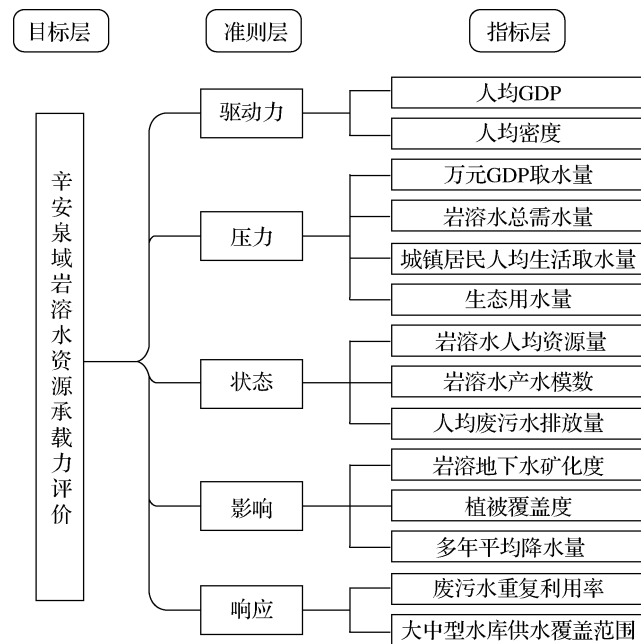 目标层
准则层
指标层
辛安泉域岩溶水资源承载力评价
驱动力
人均GDP
人均密度
压力
万元GDP取水量
岩溶水总需水量
城镇居民人均生活取水量
生态用水量
状态
岩溶水人均资源量
岩溶水产水模数
人均废污水排放量
影响
岩溶地下水矿化度
植被覆盖度
多年平均降水量
响应
废污水重复利用率
大中型水库供水覆盖范围